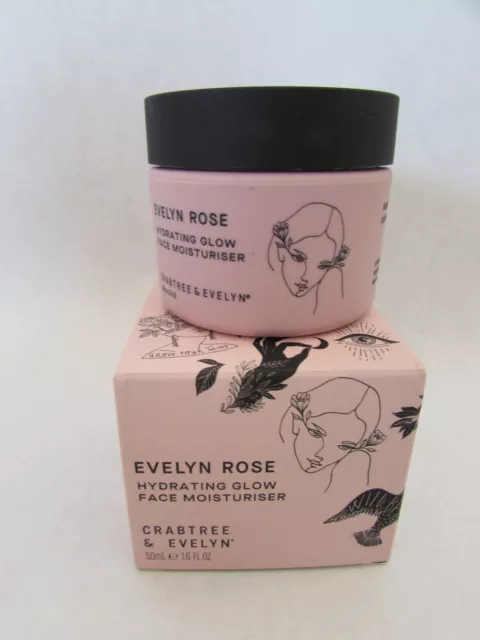 EVELYN ROSE
HYDRATING GLOW
FACE MOISTURISER
CRABTREE & EVELYN®
EVELYN ROSE
HYDRATING GLOW
FACE MOISTURISER
CRABTREE
& EVELYN®
50mL ℮ 1.6 FL OZ